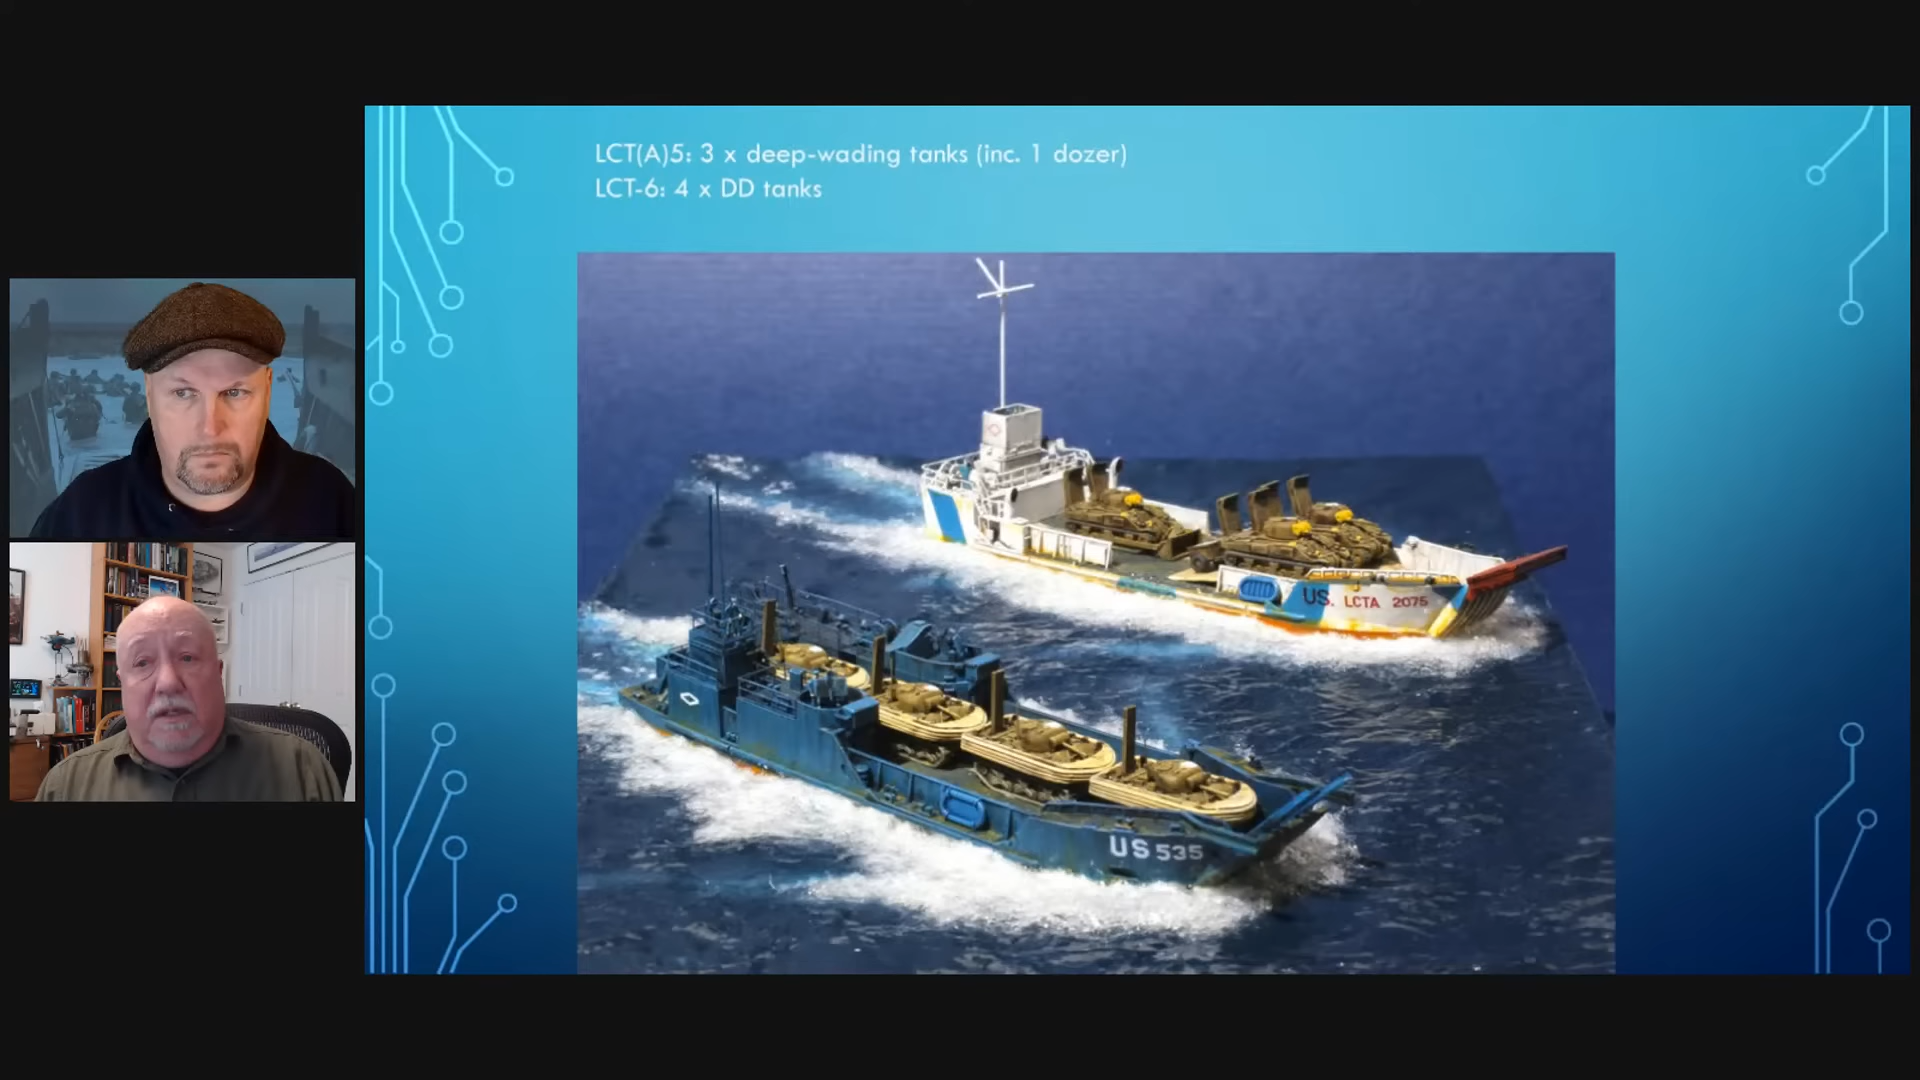 LCT(A)5: 3 x deep-wading tanks (inc. 1 dozer)
LCT-6: 4 x DD tanks
US. LCTA 2075
US 535